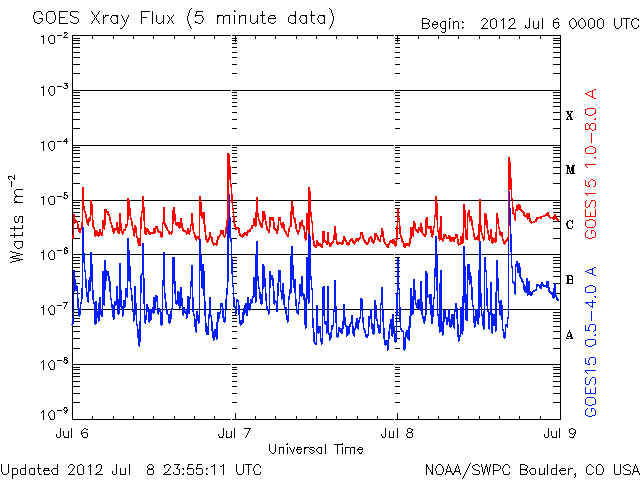 GOES Xray Flux (5 minute data) Begin: 2012 Jul 6 0000 UTC
10-2
10-3
10-4
10-5
10-6
10-7
10-8
10-9
Watts m-2
X
M
C
B
A
GOES15 1.0-8.0 A
GOES15 0.5-4.0 A
Jul 6 Jul 7 Jul 8 Jul 9
Universal Time
Updated 2012 Jul 8 23:55:11 UTC NOAA/SWPC Boulder, CO USA